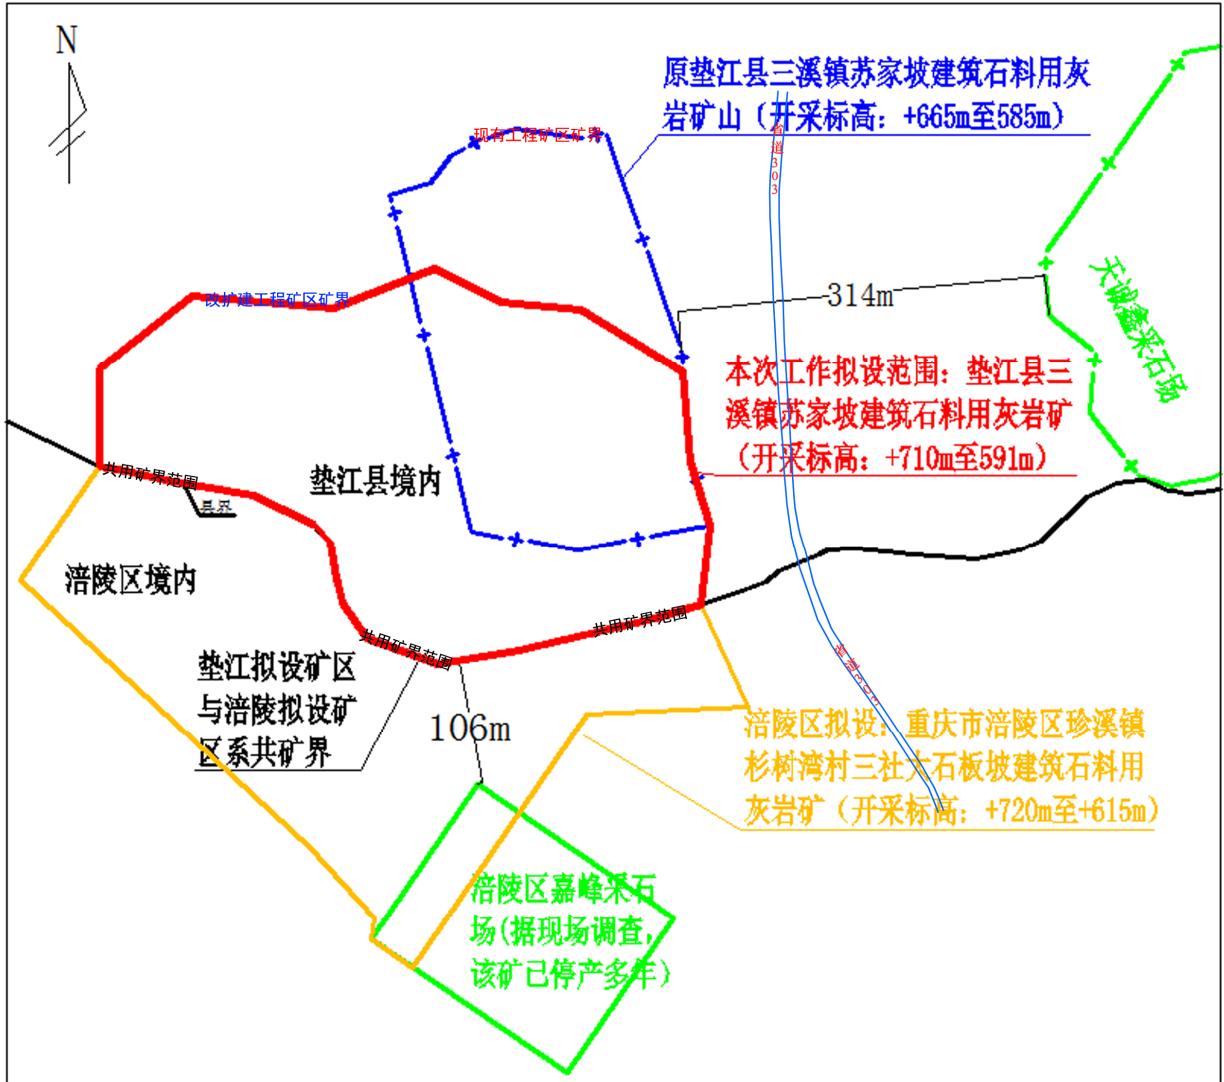 N
原垫江县三溪镇苏家坡建筑石料用灰
岩矿山（开采标高：+665m至585m）
现有工程矿区矿界
省道303
天诚鑫采石场
314m
改扩建工程矿区矿界
本次工作拟设范围：垫江县三
溪镇苏家坡建筑石料用灰岩矿
（开采标高：+710m至591m）
共用矿界范围
垫江县境内
县界
涪陵区境内
共用矿界范围
共用矿界范围
垫江拟设矿区
与涪陵拟设矿
区系共矿界
省道303
106m
涪陵区拟设：重庆市涪陵区珍溪镇
杉树湾村三社大石板坡建筑石料用
灰岩矿（开采标高：+720m至+615m）
涪陵区嘉峰采石
场(据现场调查，
该矿已停产多年)